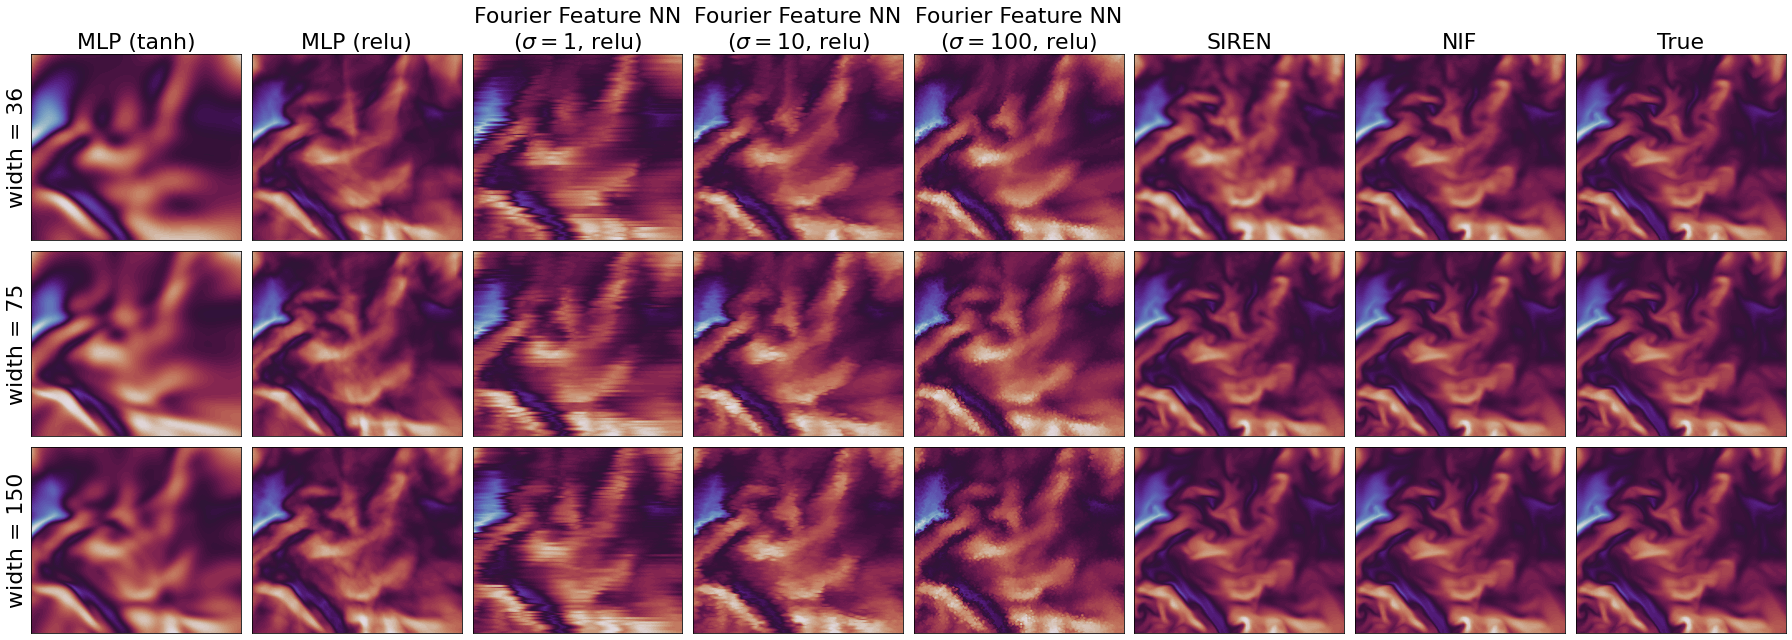 MLP (tanh)
MLP (relu)
Fourier Feature NN
(σ = 1, relu)
Fourier Feature NN
(σ = 10, relu)
Fourier Feature NN
(σ = 100, relu)
SIREN
NIF
True
width = 36
width = 75
width = 150